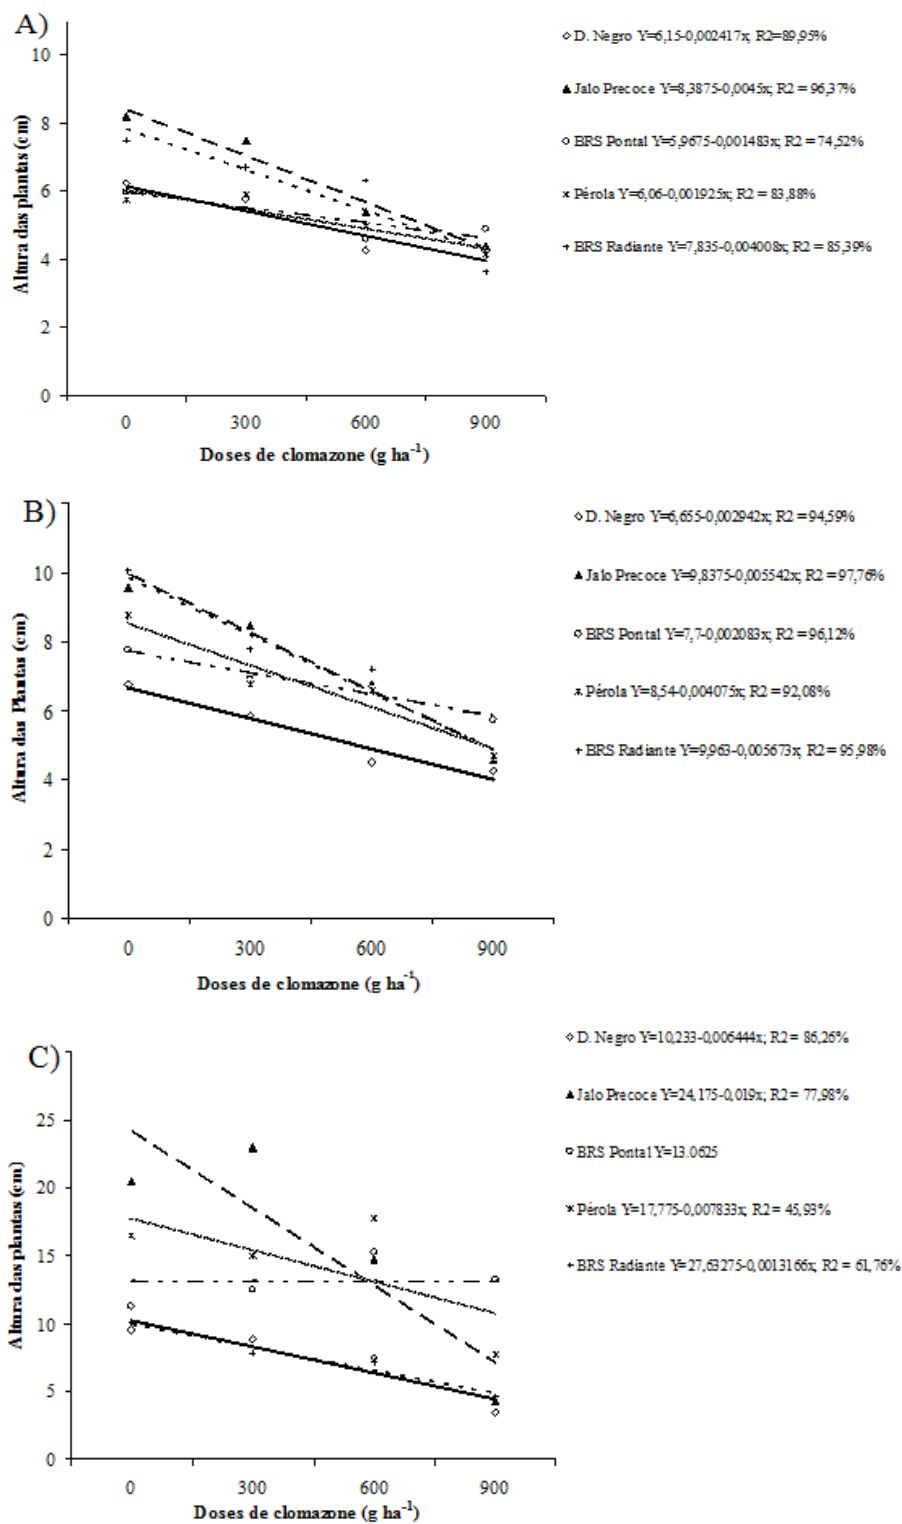 A)
Altura das plantas (cm)
10
8
6
4
2
0
0 300 600 900
Doses de clomazone (g ha-1)
D. Negro Y=6,15-0,002417x; R2=89,95%
Jalo Precoce Y=8,3875-0,0045x; R2 = 96,37%
BRS Pontal Y=5,9675-0,001483x; R2 = 74,52%
Pérola Y=6,06-0,001925x; R2 = 83,88%
BRS Radiante Y=7,835-0,004008x; R2 = 85,39%
B)
Altura das Plantas (cm)
10
8
6
4
2
0
0 300 600 900
Doses de clomazone (g ha-1)
D. Negro Y=6,655-0,002942x; R2 = 94,59%
Jalo Precoce Y=9,8375-0,005542x; R2 = 97,76%
BRS Pontal Y=7,7-0,002083x; R2 = 96,12%
Pérola Y=8,54-0,004075x; R2 = 92,08%
BRS Radiante Y=9,963-0,005673x; R2 = 95,98%
C)
Altura das plantas (cm)
25
20
15
10
5
0
0 300 600 900
Doses de clomazone (g ha-1)
D. Negro Y=10,233-0,006444x; R2 = 86,26%
Jalo Precoce Y=24,175-0,019x; R2 = 77,98%
BRS Pontal Y=13.0625
Pérola Y=17,775-0,007833x; R2 = 45,93%
BRS Radiante Y=27,63275-0,0013166x; R2 = 61,76%